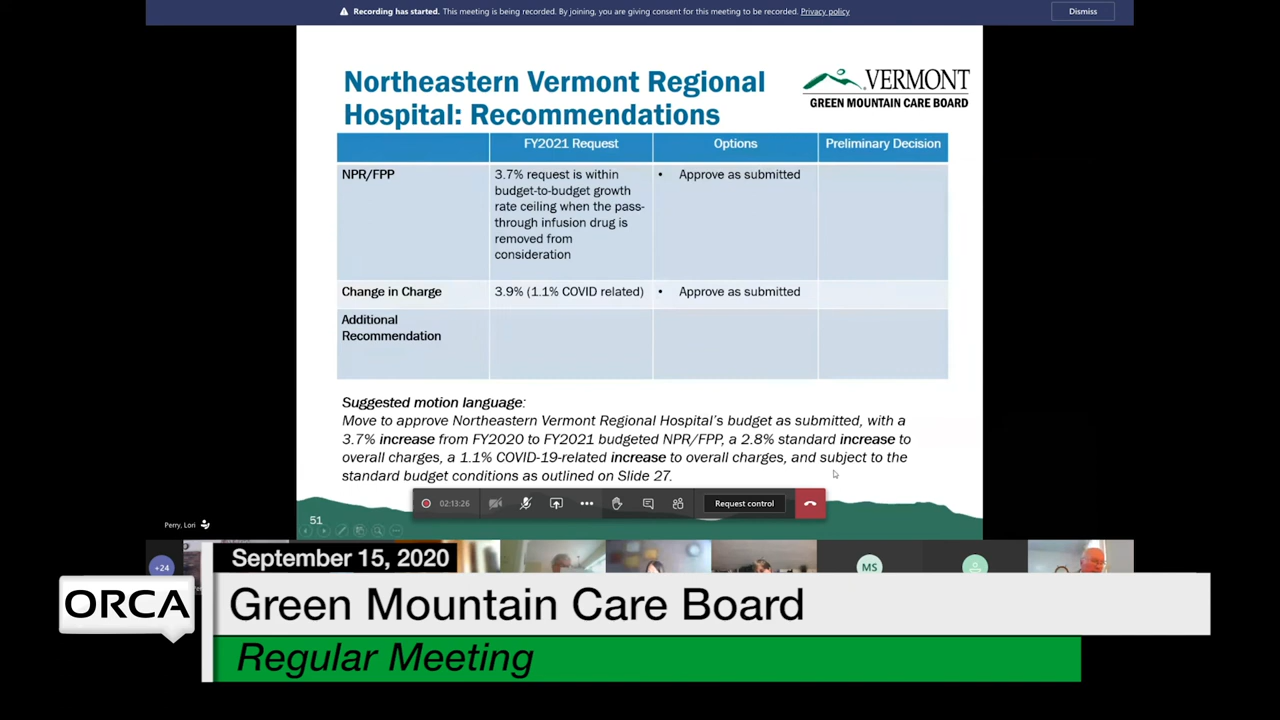 Recording has started. This meeting is being recorded. By joining, you are giving consent for this meeting to be recorded. Privacy policy
Dismiss
Northeastern Vermont Regional
Hospital: Recommendations
VERMONT
GREEN MOUNTAIN CARE BOARD
FY2021 Request
Options
Preliminary Decision
NPR/FPP
3.7% request is within
budget-to-budget growth
rate ceiling when the pass-
through infusion drug is
removed from
consideration
• Approve as submitted
Change in Charge
3.9% (1.1% COVID related)
• Approve as submitted
Additional
Recommendation
Suggested motion language:
Move to approve Northeastern Vermont Regional Hospital's budget as submitted, with a
3.7% increase from FY2020 to FY2021 budgeted NPR/FPP, a 2.8% standard increase to
overall charges, a 1.1% COVID-19-related increase to overall charges, and subject to the
standard budget conditions as outlined on Slide 27.
02:13:26
Request control
51
Perry, Lori
+24
MS
September 15, 2020
ORCA
Green Mountain Care Board
Regular Meeting